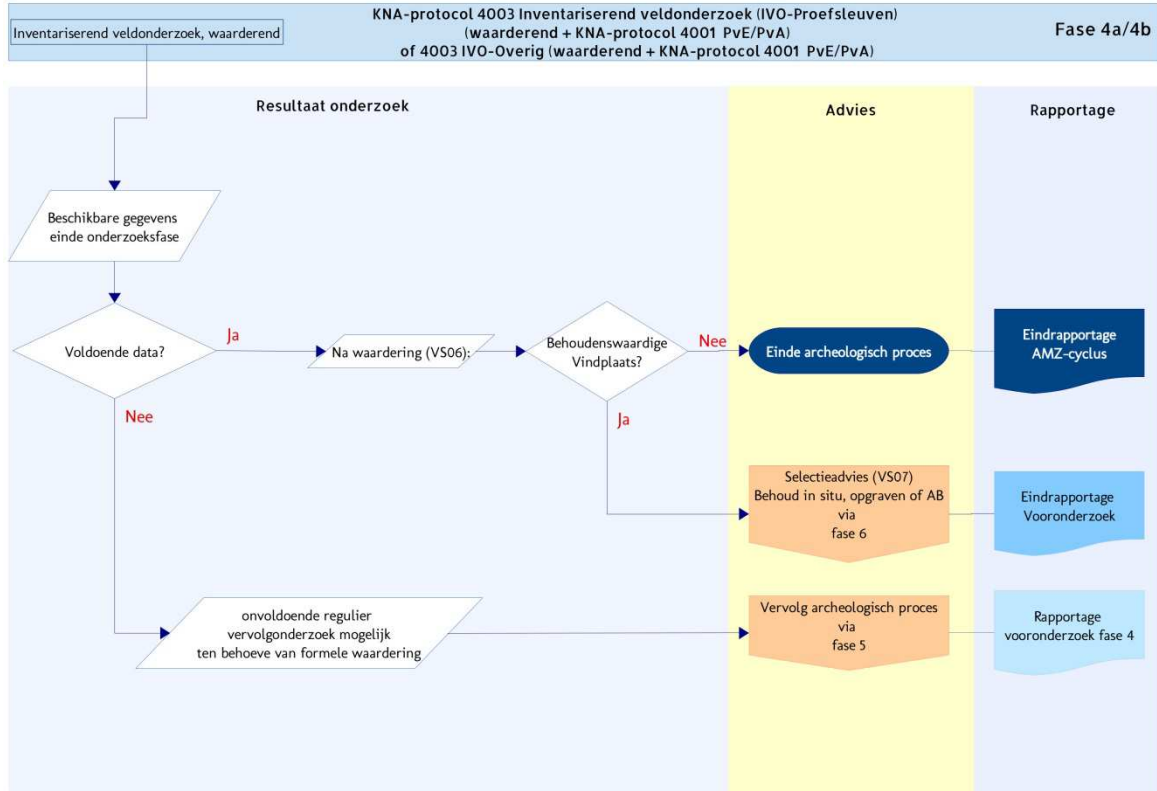 KNA-protocol 4003 Inventariserend veldonderzoek (IVO-Proefsleuven)
(waarderend + KNA-protocol 4001 PvE/PvA)
of 4003 IVO-Overig (waarderend + KNA-protocol 4001 PvE/PvA)
Fase 4a/4b
Inventariserend veldonderzoek, waarderend
Resultaat onderzoek
Advies
Rapportage
Beschikbare gegevens
einde onderzoeksfase
Voldoende data?
Ja
Na waardering (VS06):
Behoudenswaardige
Vindplaats?
Nee
Einde archeologisch proces
Eindrapportage
AMZ-cyclus
Nee
Ja
Selectieadvies (VS07)
Behoud in situ, opgraven of AB
via
fase 6
Eindrapportage
Vooronderzoek
onvoldoende regulier
vervolgonderzoek mogelijk
ten behoeve van formele waardering
Vervolg archeologisch proces
via
fase 5
Rapportage
vooronderzoek fase 4